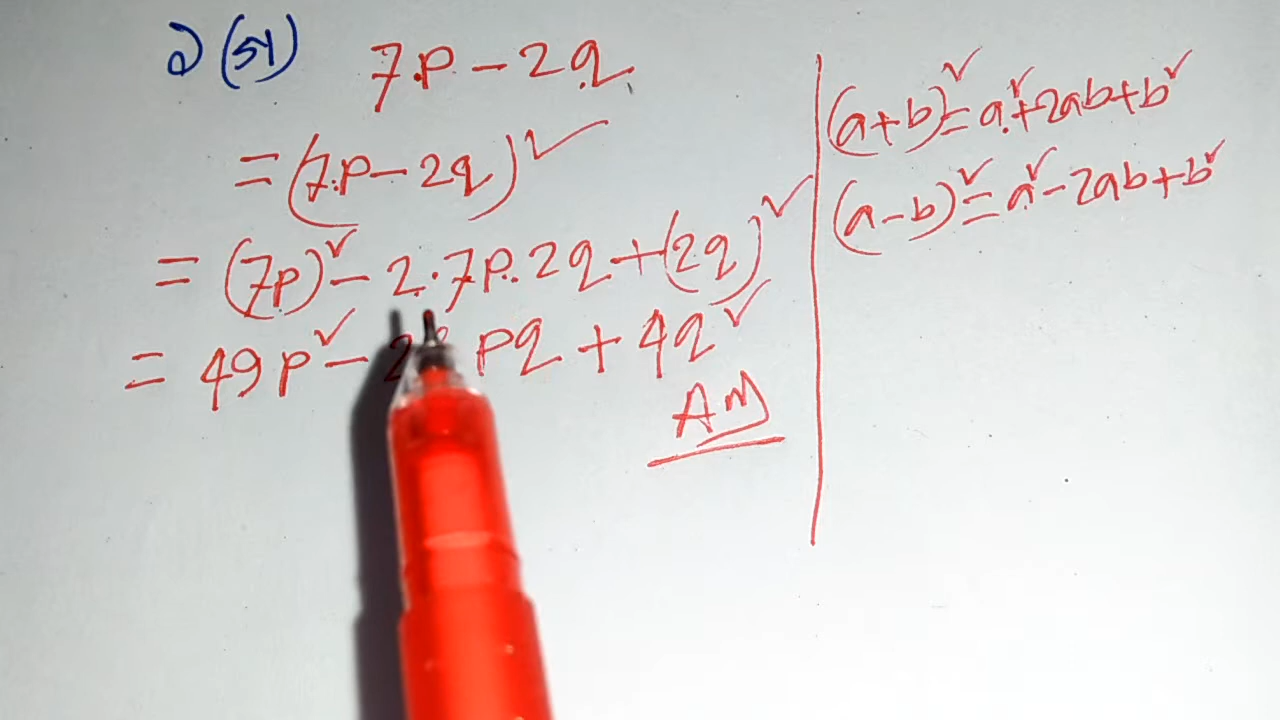 ১(ঙ) 7p - 2q
= (7p - 2q)²
= (7p)² - 2.7p.2q + (2q)²
= 49p² - pq + 4q²
Ans
(a+b)² = a² + 2ab + b²
(a-b)² = a² - 2ab + b²